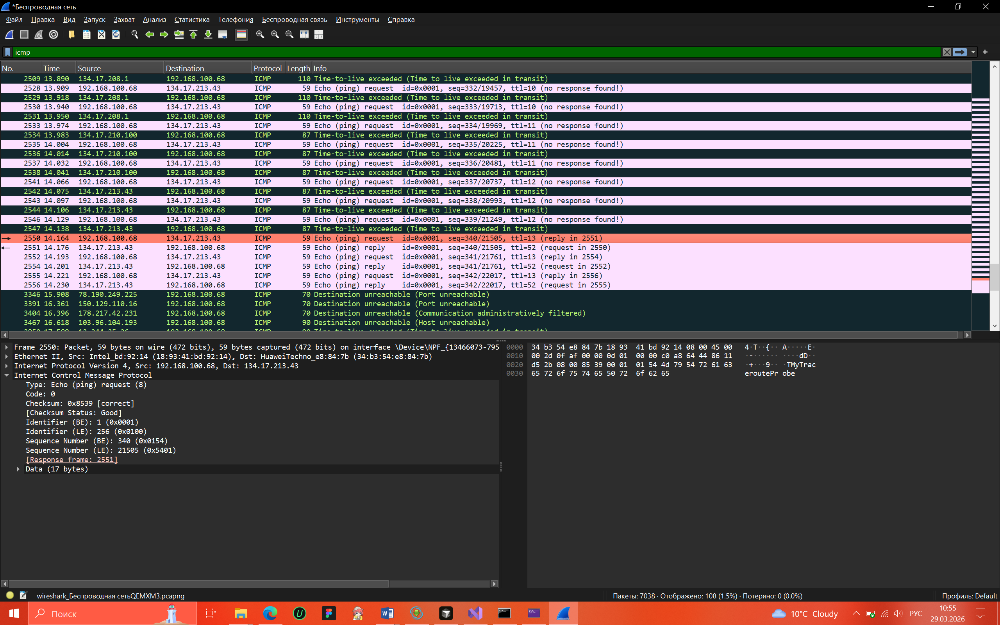 *Беспроводная сеть
Файл Правка Вид Запуск Захват Анализ Статистика Телефония Беспроводная связь Инструменты Справка
icmp
No. Time Source Destination Protocol Length Info
2509 13.890 134.17.208.1 192.168.100.68 ICMP 110 Time-to-live exceeded (Time to live exceeded in transit)
2528 13.909 192.168.100.68 134.17.213.43 ICMP 59 Echo (ping) request id=0x0001, seq=332/19457, ttl=10 (no response found!)
2529 13.918 134.17.208.1 192.168.100.68 ICMP 110 Time-to-live exceeded (Time to live exceeded in transit)
2530 13.940 192.168.100.68 134.17.213.43 ICMP 59 Echo (ping) request id=0x0001, seq=333/19713, ttl=10 (no response found!)
2531 13.950 134.17.208.1 192.168.100.68 ICMP 110 Time-to-live exceeded (Time to live exceeded in transit)
2533 13.974 192.168.100.68 134.17.213.43 ICMP 59 Echo (ping) request id=0x0001, seq=334/19969, ttl=11 (no response found!)
2534 13.983 134.17.210.100 192.168.100.68 ICMP 87 Time-to-live exceeded (Time to live exceeded in transit)
2535 14.004 192.168.100.68 134.17.213.43 ICMP 59 Echo (ping) request id=0x0001, seq=335/20225, ttl=11 (no response found!)
2536 14.014 134.17.210.100 192.168.100.68 ICMP 87 Time-to-live exceeded (Time to live exceeded in transit)
2537 14.032 192.168.100.68 134.17.213.43 ICMP 59 Echo (ping) request id=0x0001, seq=336/20481, ttl=11 (no response found!)
2538 14.041 134.17.210.100 192.168.100.68 ICMP 87 Time-to-live exceeded (Time to live exceeded in transit)
2541 14.066 192.168.100.68 134.17.213.43 ICMP 59 Echo (ping) request id=0x0001, seq=337/20737, ttl=12 (no response found!)
2542 14.075 134.17.213.43 192.168.100.68 ICMP 87 Time-to-live exceeded (Time to live exceeded in transit)
2543 14.097 192.168.100.68 134.17.213.43 ICMP 59 Echo (ping) request id=0x0001, seq=338/20993, ttl=12 (no response found!)
2544 14.106 134.17.213.43 192.168.100.68 ICMP 87 Time-to-live exceeded (Time to live exceeded in transit)
2546 14.129 192.168.100.68 134.17.213.43 ICMP 59 Echo (ping) request id=0x0001, seq=339/21249, ttl=12 (no response found!)
2547 14.138 134.17.213.43 192.168.100.68 ICMP 87 Time-to-live exceeded (Time to live exceeded in transit)
2550 14.164 192.168.100.68 134.17.213.43 ICMP 59 Echo (ping) request id=0x0001, seq=340/21505, ttl=13 (reply in 2551)
2551 14.176 134.17.213.43 192.168.100.68 ICMP 59 Echo (ping) reply id=0x0001, seq=340/21505, ttl=52 (request in 2550)
2552 14.193 192.168.100.68 134.17.213.43 ICMP 59 Echo (ping) request id=0x0001, seq=341/21761, ttl=13 (reply in 2554)
2554 14.201 134.17.213.43 192.168.100.68 ICMP 59 Echo (ping) reply id=0x0001, seq=341/21761, ttl=52 (request in 2552)
2555 14.221 192.168.100.68 134.17.213.43 ICMP 59 Echo (ping) request id=0x0001, seq=342/22017, ttl=13 (reply in 2556)
2556 14.230 134.17.213.43 192.168.100.68 ICMP 59 Echo (ping) reply id=0x0001, seq=342/22017, ttl=52 (request in 2555)
3346 15.908 78.190.249.225 192.168.100.68 ICMP 70 Destination unreachable (Port unreachable)
3391 16.361 150.129.110.16 192.168.100.68 ICMP 70 Destination unreachable (Port unreachable)
3404 16.396 178.217.42.231 192.168.100.68 ICMP 70 Destination unreachable (Communication administratively filtered)
3467 16.618 103.96.104.193 192.168.100.68 ICMP 90 Destination unreachable (Host unreachable)
Frame 2550: Packet, 59 bytes on wire (472 bits), 59 bytes captured (472 bits) on interface \Device\NPF_{13466073-795
Ethernet II, Src: Intel_bd:92:14 (18:93:41:bd:92:14), Dst: HuaweiTechno_e8:84:7b (34:b3:54:e8:84:7b)
Internet Protocol Version 4, Src: 192.168.100.68, Dst: 134.17.213.43
Internet Control Message Protocol
Type: Echo (ping) request (8)
Code: 0
Checksum: 0x8539 [correct]
[Checksum Status: Good]
Identifier (BE): 1 (0x0001)
Identifier (LE): 256 (0x0100)
Sequence Number (BE): 340 (0x0154)
Sequence Number (LE): 21505 (0x5401)
[Response frame: 2551]
Data (17 bytes)
0000 34 b3 54 e8 84 7b 18 93 41 bd 92 14 08 00 45 00 4·T··{·· A·····E·
0010 00 2d 0f af 00 00 0d 01 00 00 c0 a8 64 44 86 11 ·-······ ····dD··
0020 d5 2b 08 00 85 39 00 01 01 54 4d 79 54 72 61 63 ·+···9·· ·TMyTrac
0030 65 72 6f 75 74 65 50 72 6f 62 65 eroutePr obe
wireshark_Беспроводная сетьQEMXM3.pcapng
Пакеты: 7038 · Отображено: 108 (1.5%) · Потеряно: 0 (0.0%)
Профиль: Default
Поиск
10°C Cloudy
РУС
10:55
29.03.2026